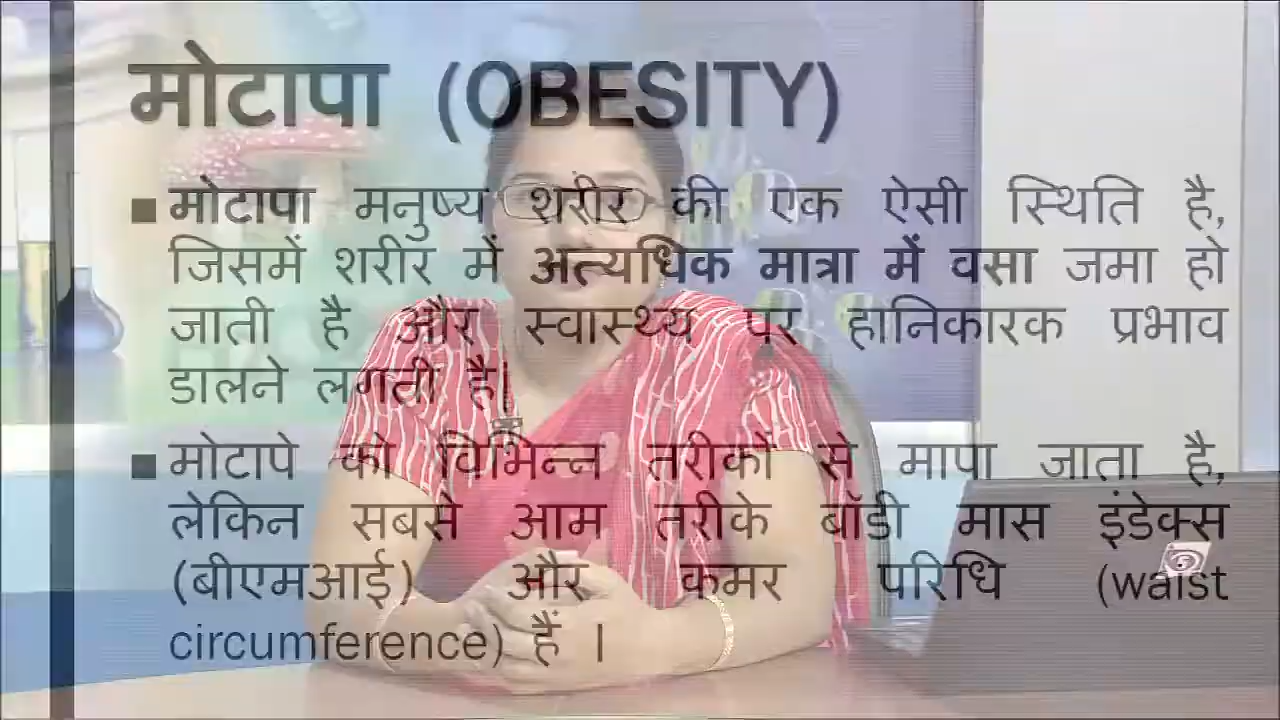 मोटापा (OBESITY)
▪ मोटापा मनुष्य शरीर की एक ऐसी स्थिति है,
जिसमें शरीर में अत्यधिक मात्रा में वसा जमा हो
जाती है और स्वास्थ्य पर हानिकारक प्रभाव
डालने लगती है।
▪ मोटापे को विभिन्न तरीकों से मापा जाता है,
लेकिन सबसे आम तरीके बॉडी मास इंडेक्स
(बीएमआई) और कमर परिधि (waist
circumference) हैं ।